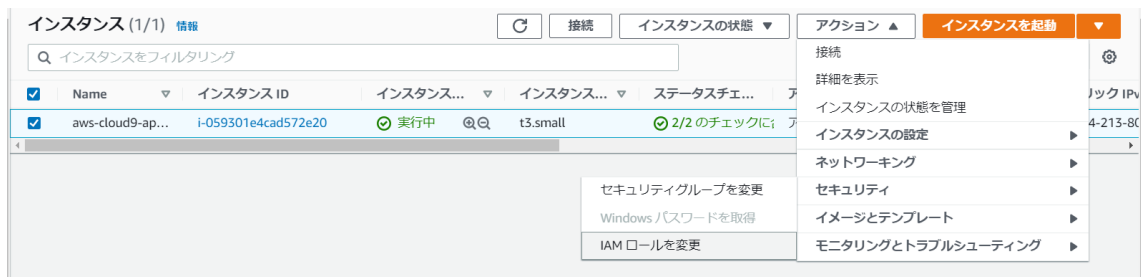 インスタンス (1/1) 情報 接続 インスタンスの状態 ▼ アクション ▲ インスタンスを起動 ▼
インスタンスをフィルタリング
Name インスタンス ID インスタンス... インスタンス... ステータスチェ... ア リック IPv
aws-cloud9-ap... i-059301e4cad572e20 実行中 t3.small 2/2 のチェックに 4-213-80
接続
詳細を表示
インスタンスの状態を管理
インスタンスの設定
ネットワーキング
セキュリティ
イメージとテンプレート
モニタリングとトラブルシューティング
セキュリティグループを変更
Windows パスワードを取得
IAM ロールを変更